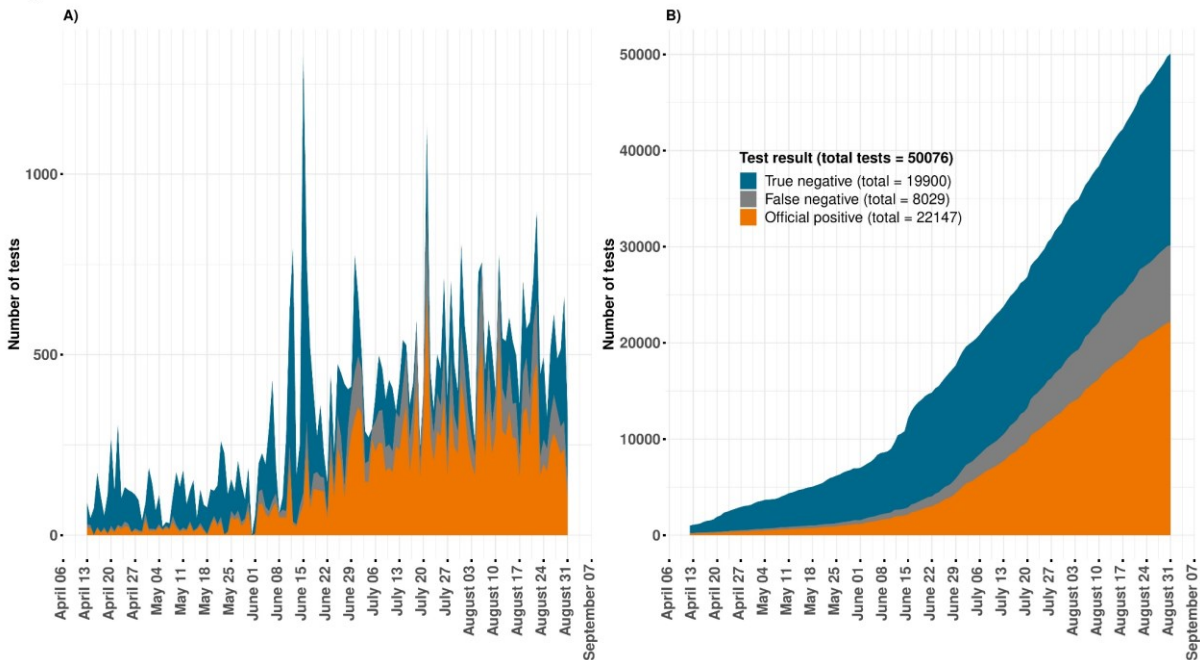 A)
Number of tests
1000
500
0
April 06
April 13
April 20
April 27
May 04
May 11
May 18
May 25
June 01
June 08
June 15
June 22
June 29
July 06
July 13
July 20
July 27
August 03
August 10
August 17
August 24
August 31
September 07
B)
Number of tests
50000
40000
30000
20000
10000
0
Test result (total tests = 50076)
True negative (total = 19900)
False negative (total = 8029)
Official positive (total = 22147)
April 06
April 13
April 20
April 27
May 04
May 11
May 18
May 25
June 01
June 08
June 15
June 22
June 29
July 06
July 13
July 20
July 27
August 03
August 10
August 17
August 24
August 31
September 07